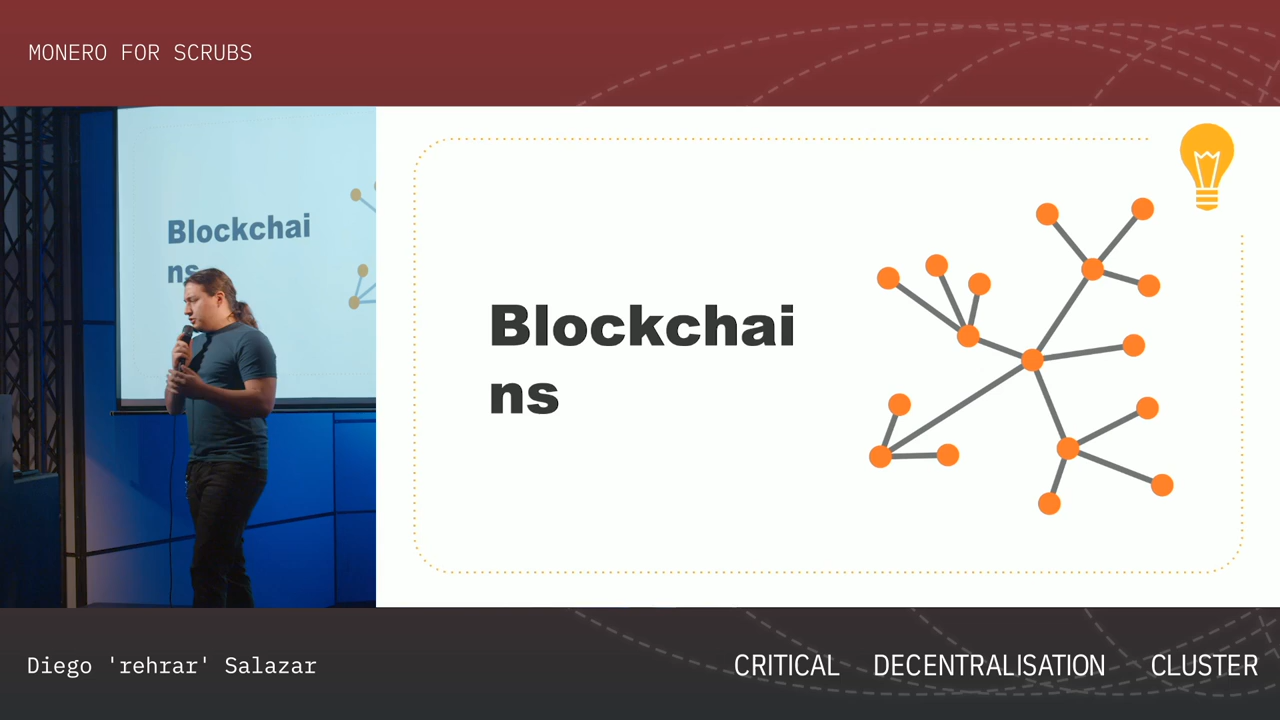 MONERO FOR SCRUBS
Blockchai
ns
Blockchai
ns
Diego 'rehrar' Salazar
CRITICAL DECENTRALISATION CLUSTER